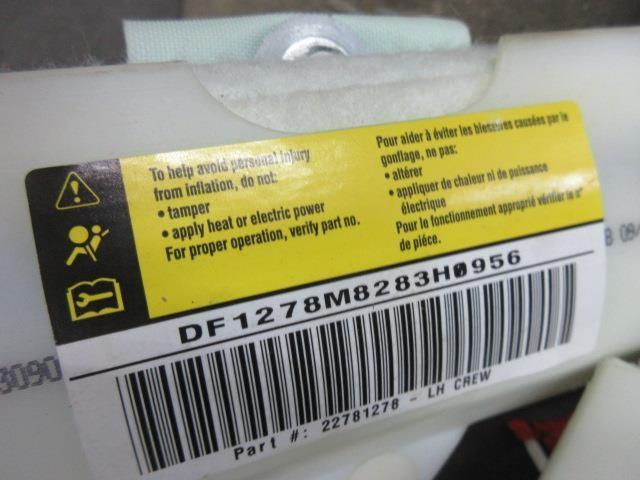 To help avoid personal injury
from inflation, do not:
• tamper
• apply heat or electric power
For proper operation, verify part no.
Pour aider à éviter les blessures causées par le
gonflage, ne pas:
• altérer
• appliquer de chaleur ni de puissance
électrique
Pour le fonctionnement approprié vérifier le n°
de pièce.
DF1278M8283H0956
Part #: 22781278 - LH CREW
3090
B 08/